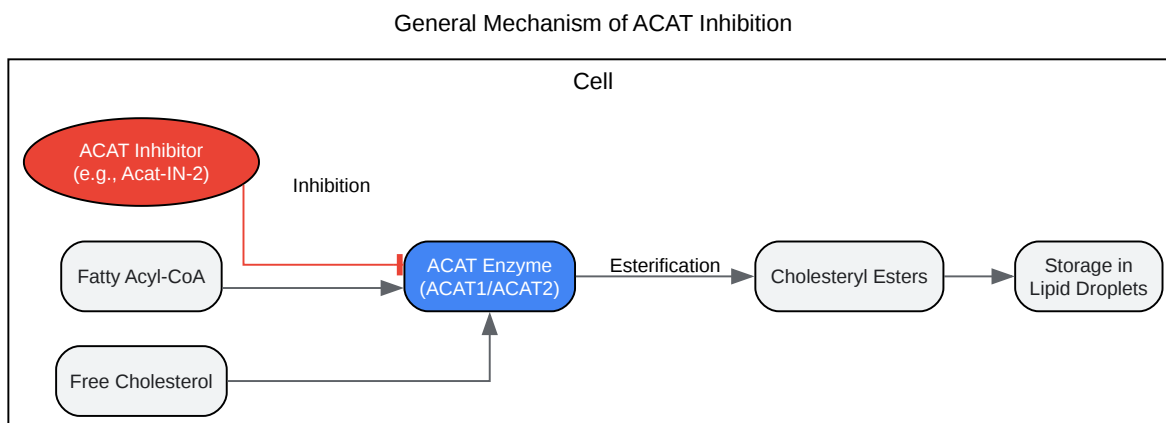 General Mechanism of ACAT Inhibition
Cell
ACAT Inhibitor
(e.g., Acat-IN-2)
Inhibition
Fatty Acyl-CoA
ACAT Enzyme
(ACAT1/ACAT2)
Esterification
Cholesteryl Esters
Storage in
Lipid Droplets
Free Cholesterol